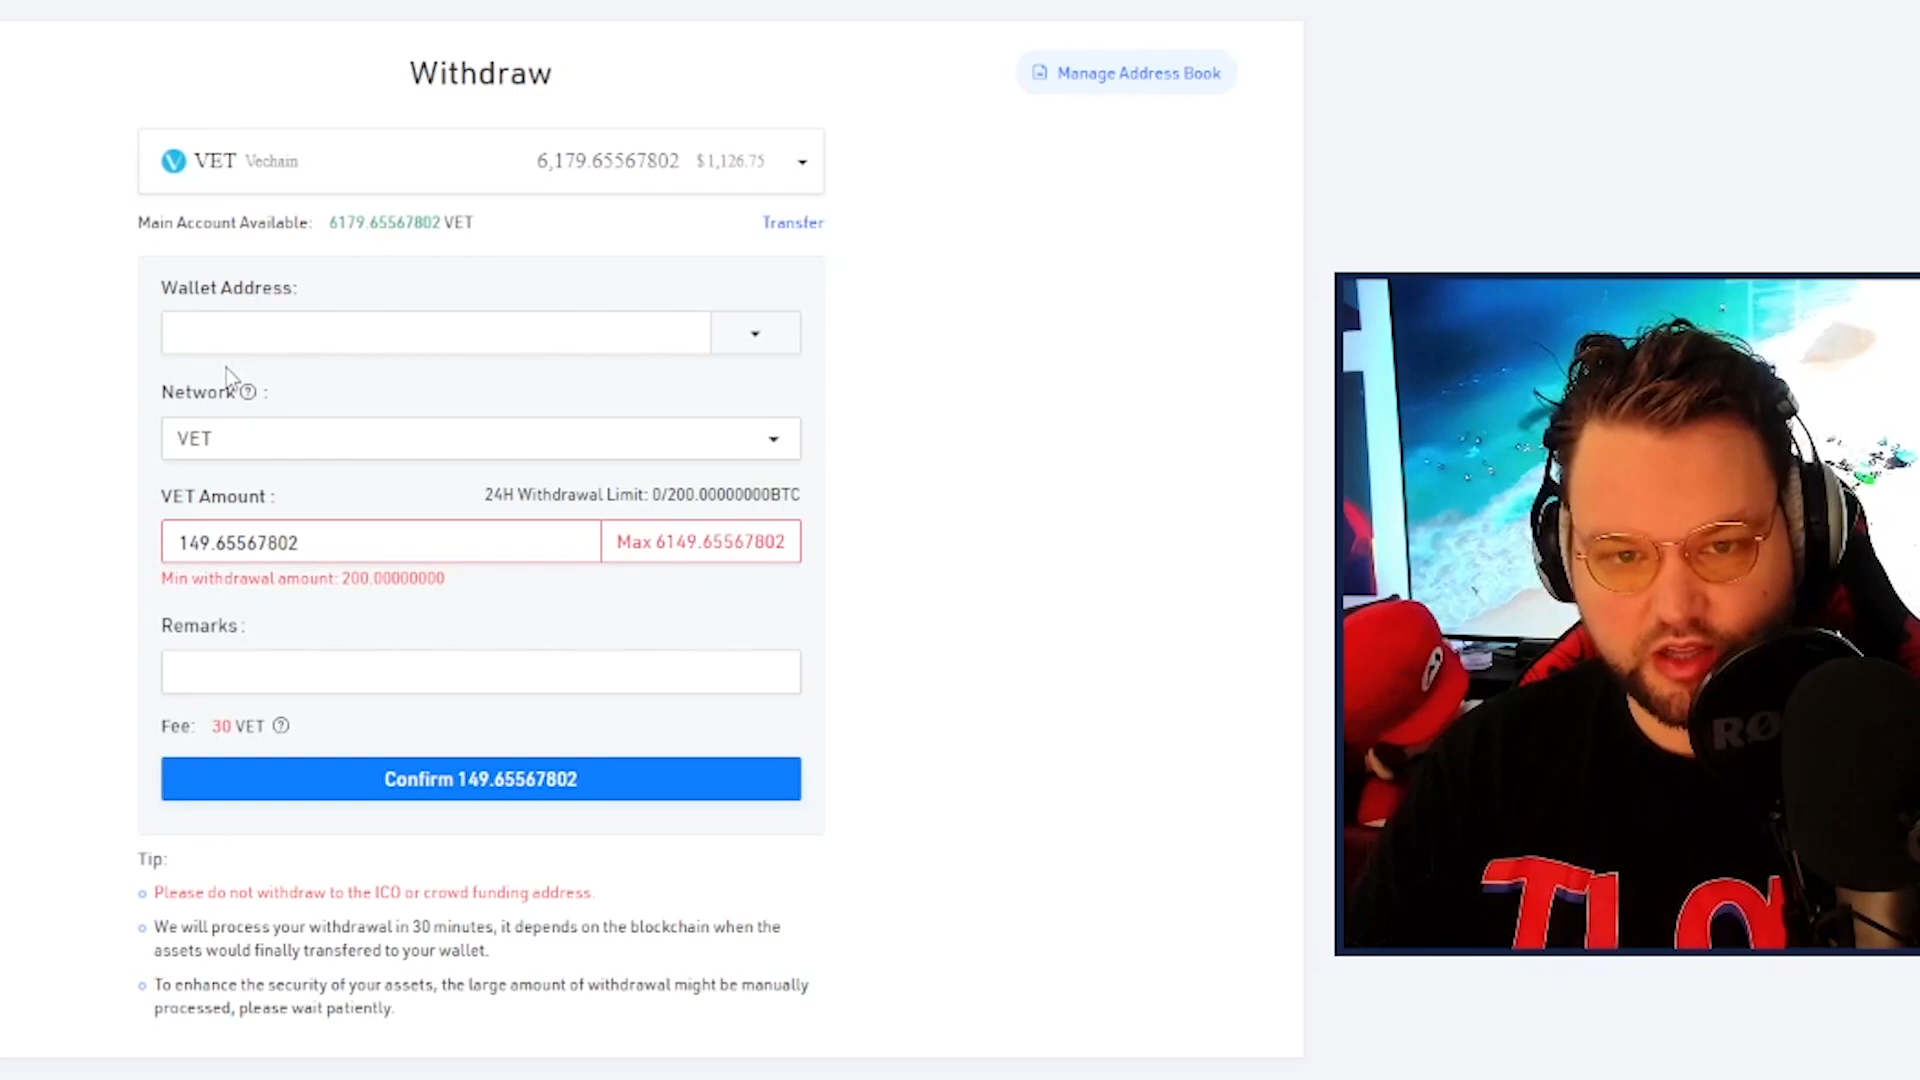 Withdraw
Manage Address Book
VET Vechain 6,179.65567802 $1,126.75
Main Account Available: 6179.65567802 VET Transfer
Wallet Address:
Network ? :
VET
VET Amount : 24H Withdrawal Limit: 0/200.00000000BTC
149.65567802 Max 6149.65567802
Min withdrawal amount: 200.00000000
Remarks :
Fee: 30 VET ?
Confirm 149.65567802
Tip:
Please do not withdraw to the ICO or crowd funding address.
We will process your withdrawal in 30 minutes, it depends on the blockchain when the
assets would finally transfered to your wallet.
To enhance the security of your assets, the large amount of withdrawal might be manually
processed, please wait patiently.